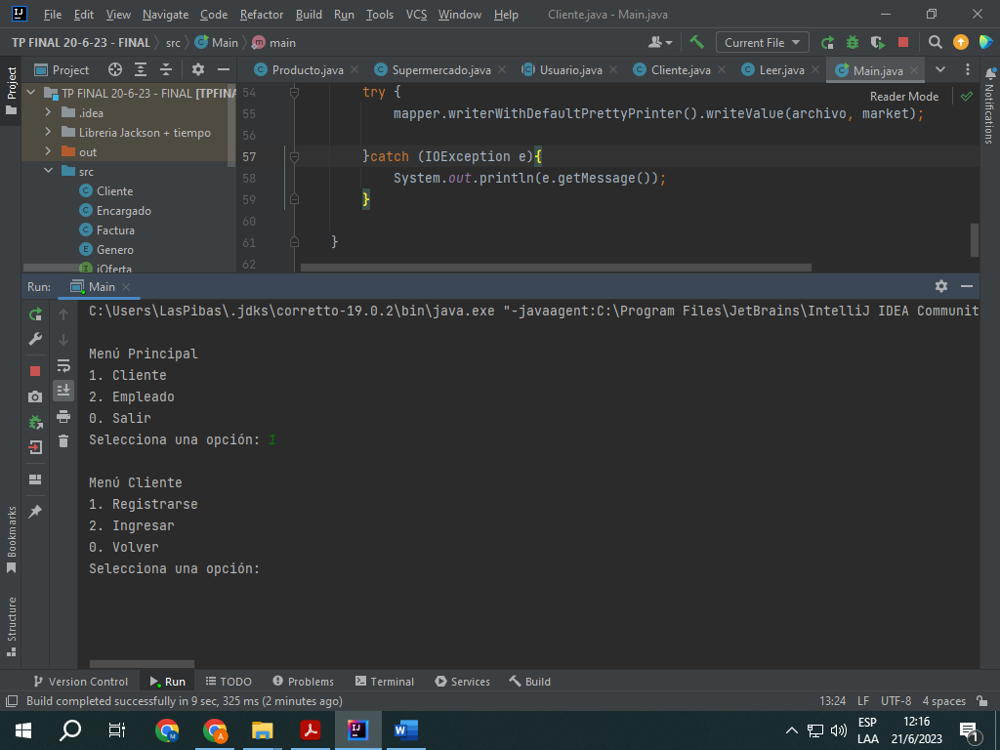 File Edit View Navigate Code Refactor Build Run Tools VCS Window Help Cliente.java - Main.java
TP FINAL 20-6-23 - FINAL src Main main Current File
Project Producto.java Supermercado.java Usuario.java Cliente.java Leer.java Main.java
Project
TP FINAL 20-6-23 - FINAL [TPFINA
.idea
Libreria Jackson + tiempo
out
src
Cliente
Encargado
Factura
Genero
iOferta
Reader Mode
54 try {
55 mapper.writerWithDefaultPrettyPrinter().writeValue(archivo, market);
56
57 }catch (IOException e){
58 System.out.println(e.getMessage());
59 }
60
61 }
62
Notifications
Run: Main
C:\Users\LasPibas\.jdks\corretto-19.0.2\bin\java.exe "-javaagent:C:\Program Files\JetBrains\IntelliJ IDEA Communit
Menú Principal
1. Cliente
2. Empleado
0. Salir
Selecciona una opción: 1
Menú Cliente
1. Registrarse
2. Ingresar
0. Volver
Selecciona una opción:
Bookmarks
Structure
Version Control Run TODO Problems Terminal Services Build
Build completed successfully in 9 sec, 325 ms (2 minutes ago) 13:24 LF UTF-8 4 spaces
ESP 12:16
LAA 21/6/2023 1